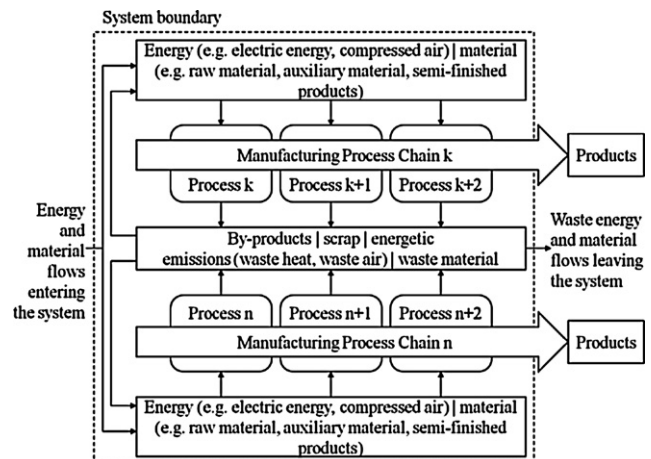 System boundary
Energy (e.g. electric energy, compressed air) | material
(e.g. raw material, auxiliary material, semi-finished
products)
Manufacturing Process Chain k
Products
Process k
Process k+1
Process k+2
Energy
and
material
flows
entering
the system
By-products | scrap | energetic
emissions (waste heat, waste air) | waste material
Waste energy
and material
flows leaving
the system
Process n
Process n+1
Process n+2
Manufacturing Process Chain n
Products
Energy (e.g. electric energy, compressed air) | material
(e.g. raw material, auxiliary material, semi-finished
products)